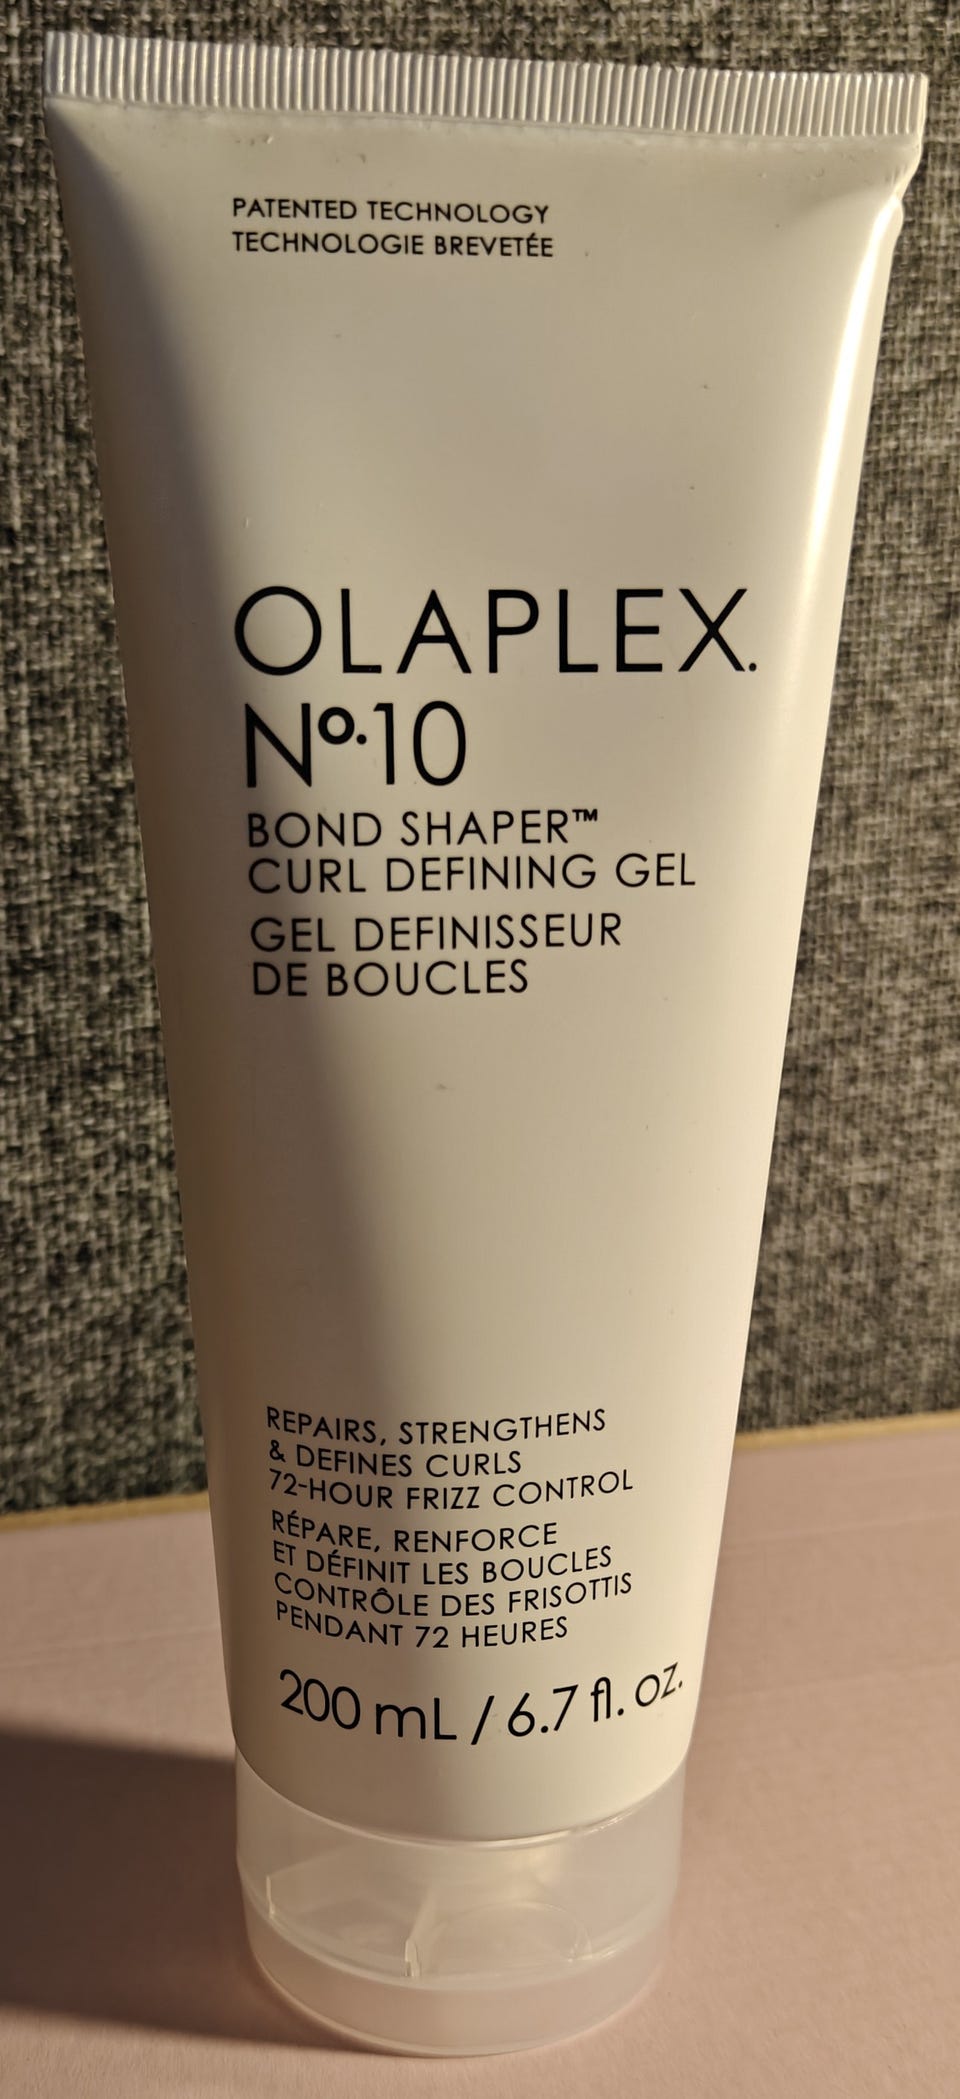 PATENTED TECHNOLOGY
TECHNOLOGIE BREVETÉE
OLAPLEX.
Nº.10
BOND SHAPER™
CURL DEFINING GEL
GEL DEFINISSEUR
DE BOUCLES
REPAIRS, STRENGTHENS
& DEFINES CURLS
72-HOUR FRIZZ CONTROL
RÉPARE, RENFORCE
ET DÉFINIT LES BOUCLES
CONTRÔLE DES FRISOTTIS
PENDANT 72 HEURES
200 mL / 6.7 fl. oz.